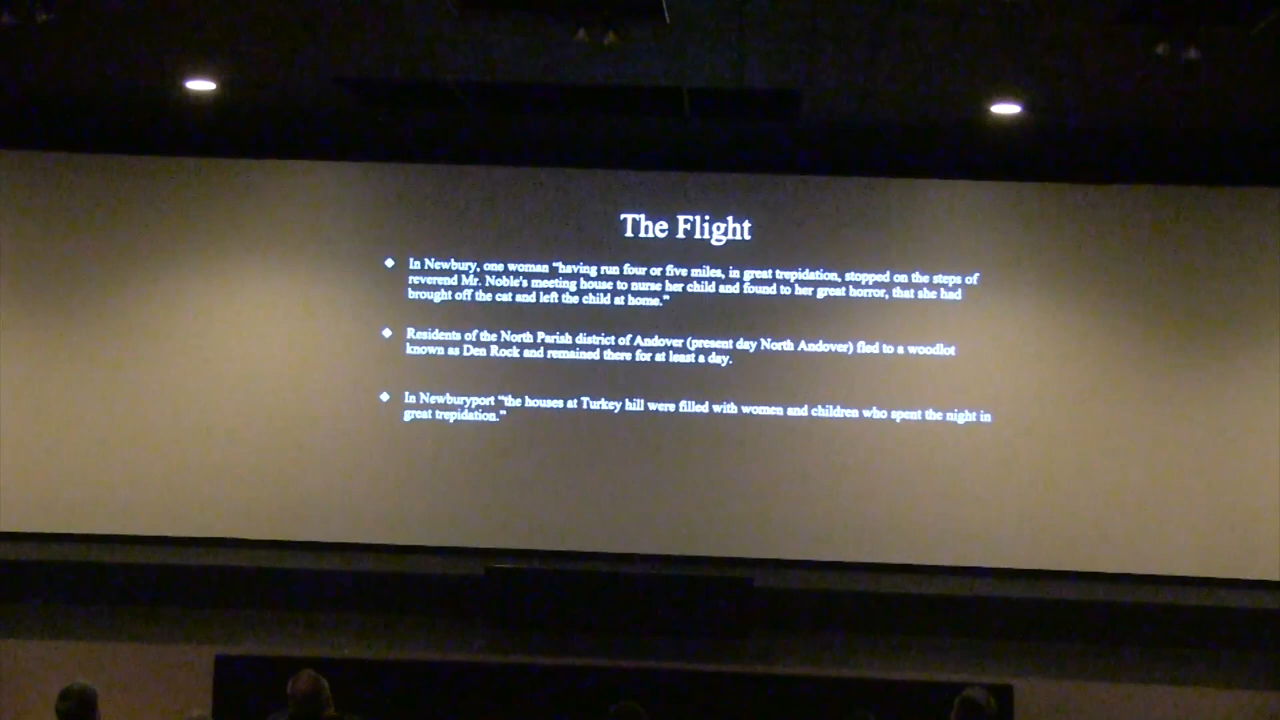 The Flight
In Newbury, one woman "having run four or five miles, in great trepidation, stopped on the steps of
reverend Mr. Noble's meeting house to nurse her child and found to her great horror, that she had
brought off the cat and left the child at home."
Residents of the North Parish district of Andover (present day North Andover) fled to a woodlot
known as Den Rock and remained there for at least a day.
In Newburyport "the houses at Turkey hill were filled with women and children who spent the night in
great trepidation."